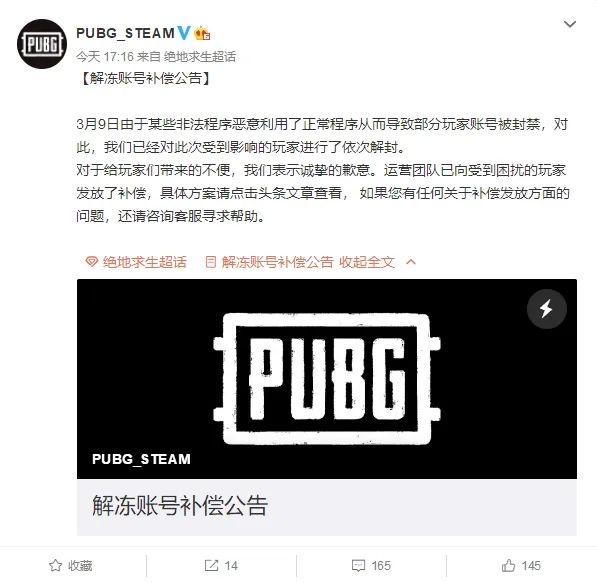 PUBG
PUBG_STEAM
今天 17:16 来自 绝地求生超话
【解冻账号补偿公告】
3月9日由于某些非法程序恶意利用了正常程序从而导致部分玩家账号被封禁，对
此，我们已经对此次受到影响的玩家进行了依次解封。
对于给玩家们带来的不便，我们表示诚挚的歉意。运营团队已向受到困扰的玩家
发放了补偿，具体方案请点击头条文章查看， 如果您有任何关于补偿发放方面的
问题，还请咨询客服寻求帮助。
绝地求生超话 解冻账号补偿公告 收起全文
PUBG
PUBG_STEAM
解冻账号补偿公告
收藏 14 165 145